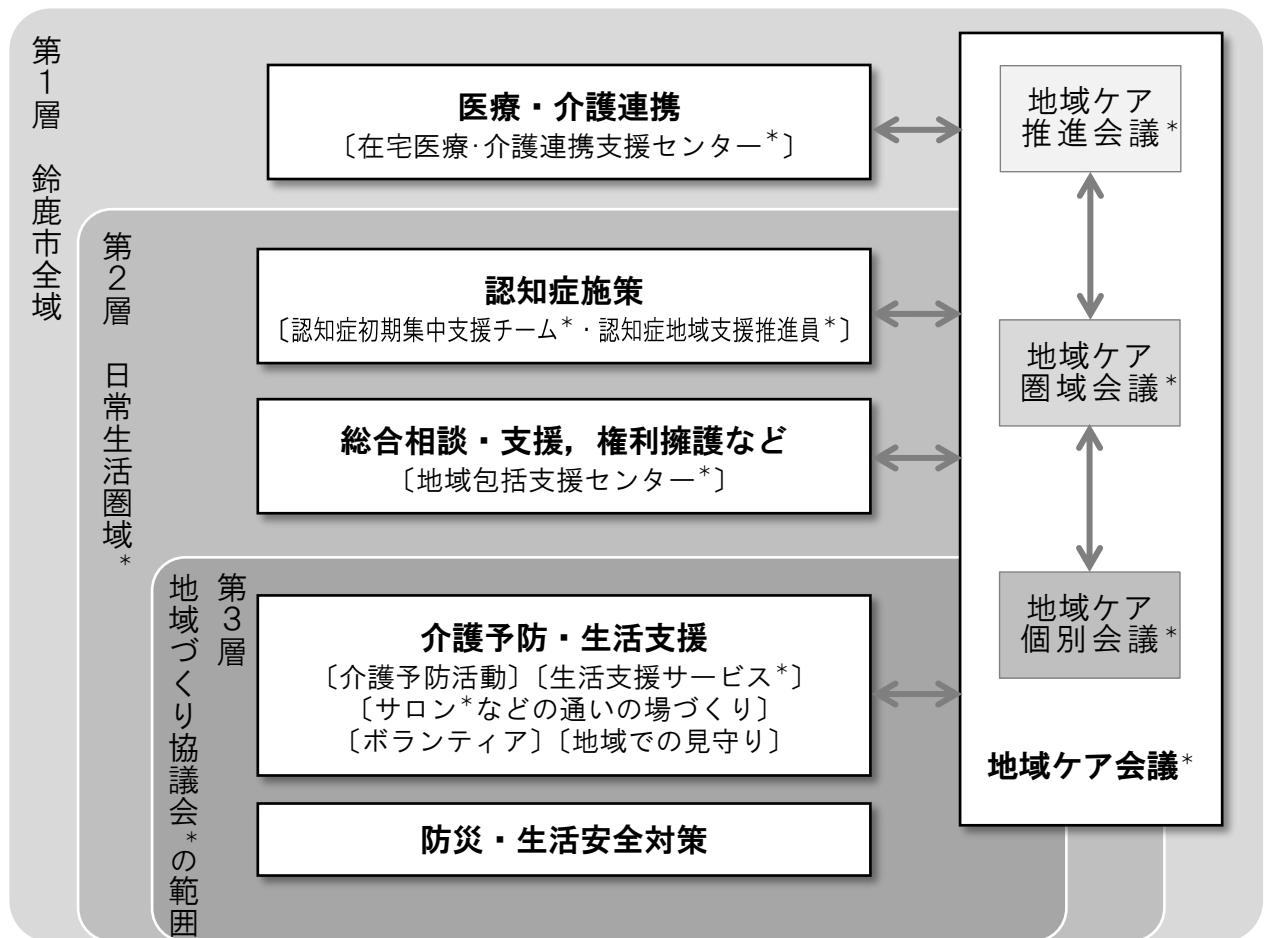 第1層 鈴鹿市全域
医療・介護連携
〔在宅医療・介護連携支援センター*〕
第2層 日常生活圏域*
認知症施策
〔認知症初期集中支援チーム*・認知症地域支援推進員*〕
総合相談・支援，権利擁護など
〔地域包括支援センター*〕
第3層
地域づくり協議会*の範囲
介護予防・生活支援
〔介護予防活動〕〔生活支援サービス*〕
〔サロン*などの通いの場づくり〕
〔ボランティア〕〔地域での見守り〕
防災・生活安全対策
地域ケア
推進会議*
地域ケア
圏域会議*
地域ケア
個別会議*
地域ケア会議*